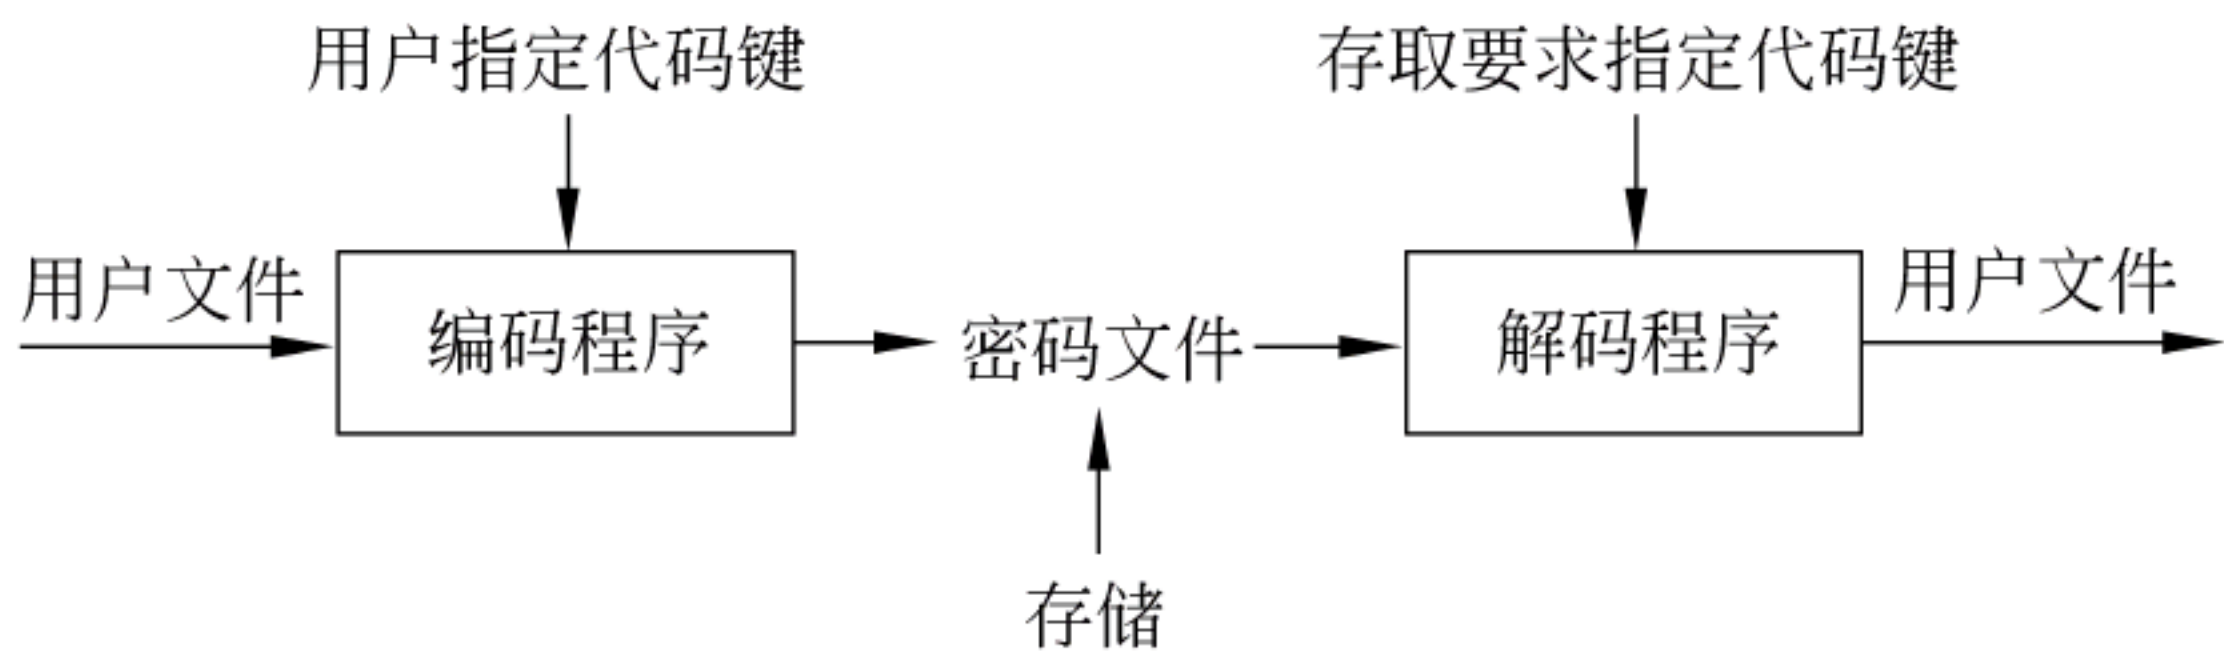 用户指定代码键
存取要求指定代码键
用户文件
编码程序
密码文件
解码程序
用户文件
存储